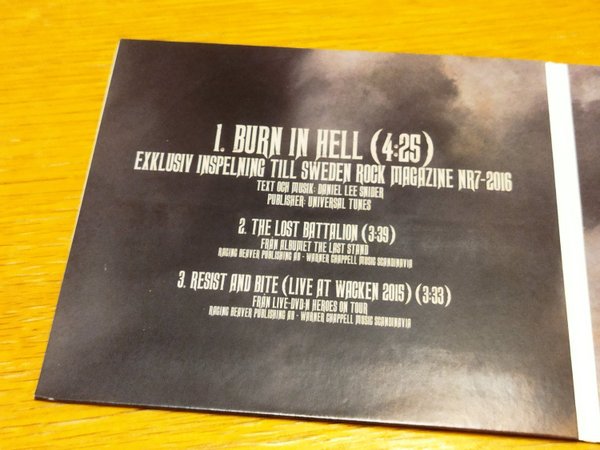 1. BURN IN HELL (4:25)
EXKLUSIV INSPELNING TILL SWEDEN ROCK MAGAZINE NR7-2016
TEXT OCH MUSIK: DANIEL LEE SNIDER
PUBLISHER: UNIVERSAL TUNES
2. THE LOST BATTALION (3:39)
FRÅN ALBUMET THE LAST STAND
RAGING BEAVER PUBLISHING AB - WARNER CHAPPELL MUSIC SCANDINAVIA
3. RESIST AND BITE (LIVE AT WACKEN 2015) (3:33)
FRÅN LIVE-DVD:N HEROES ON TOUR
RAGING BEAVER PUBLISHING AB - WARNER CHAPPELL MUSIC SCANDINAVIA